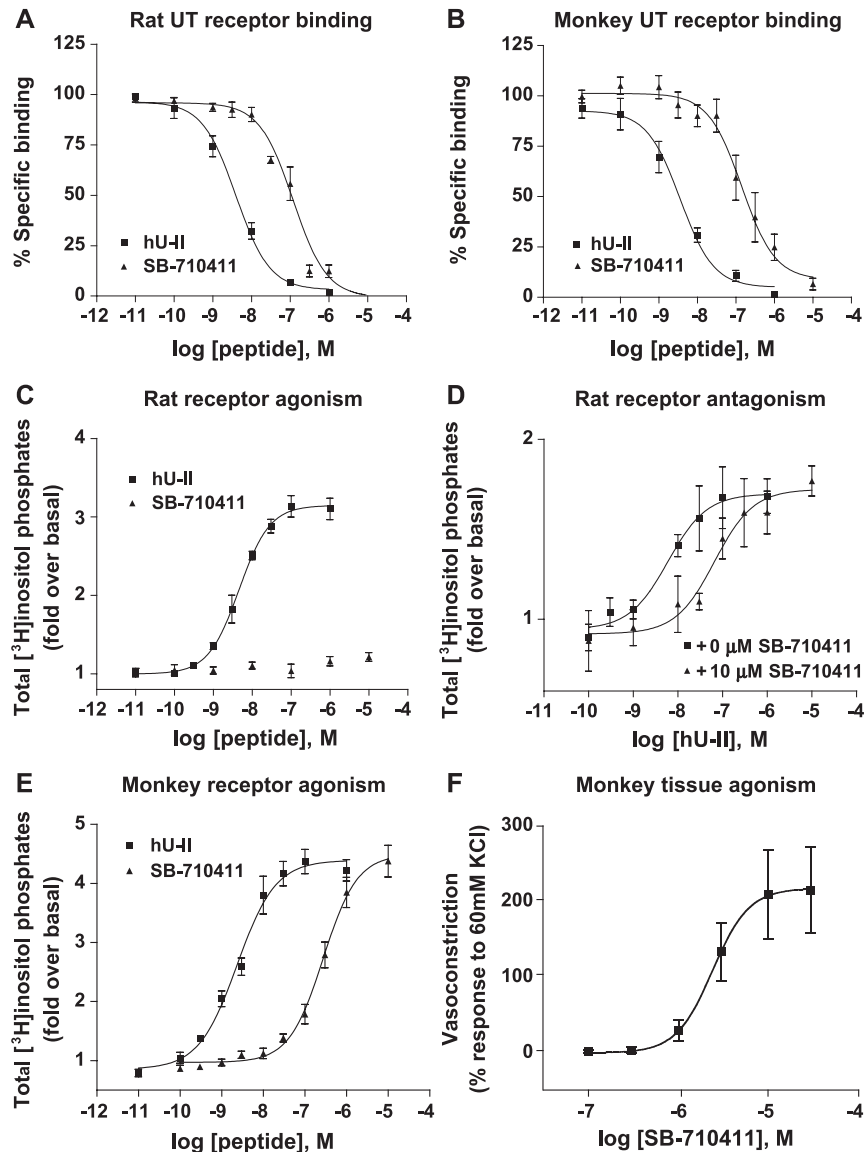 A
Rat UT receptor binding
% Specific binding
125
100
75
50
25
0
hU-II
SB-710411
-12 -11 -10 -9 -8 -7 -6 -5 -4
log [peptide], M
B
Monkey UT receptor binding
% Specific binding
125
100
75
50
25
0
hU-II
SB-710411
-12 -11 -10 -9 -8 -7 -6 -5 -4
log [peptide], M
C
Rat receptor agonism
Total [³H]inositol phosphates
(fold over basal)
4
3
2
1
hU-II
SB-710411
-12 -11 -10 -9 -8 -7 -6 -5 -4
log [peptide], M
D
Rat receptor antagonism
Total [³H]inositol phosphates
(fold over basal)
2
1
+ 0 µM SB-710411
+ 10 µM SB-710411
-11 -10 -9 -8 -7 -6 -5 -4
log [hU-II], M
E
Monkey receptor agonism
Total [³H]inositol phosphates
(fold over basal)
5
4
3
2
1
hU-II
SB-710411
-12 -11 -10 -9 -8 -7 -6 -5 -4
log [peptide], M
F
Monkey tissue agonism
Vasoconstriction
(% response to 60mM KCl)
300
200
100
0
-7 -6 -5 -4
log [SB-710411], M